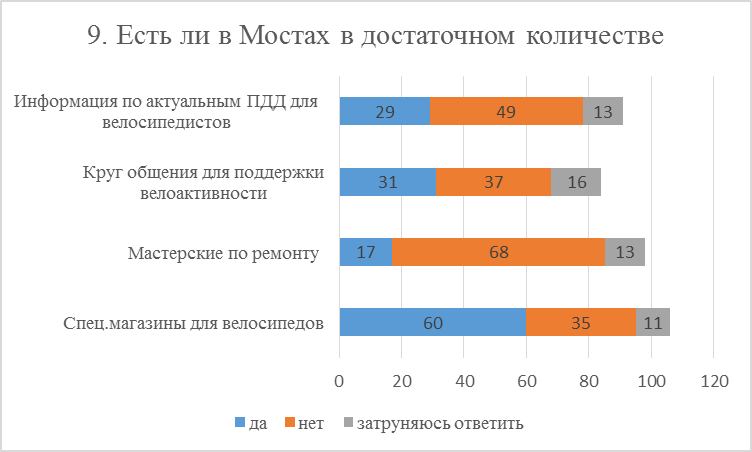 9. Есть ли в Мостах в достаточном количестве
Информация по актуальным ПДД для
велосипедистов
29 49 13
Круг общения для поддержки
велоактивности
31 37 16
Мастерские по ремонту
17 68 13
Спец.магазины для велосипедов
60 35 11
0 20 40 60 80 100 120
да нет затруняюсь ответить